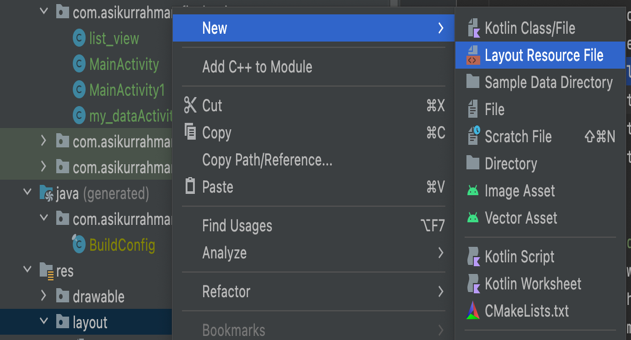 com.asikurrahma
list_view
MainActivity
MainActivity1
my_dataActivit
com.asikurrahma
com.asikurrahma
java (generated)
com.asikurrahma
BuildConfig
res
drawable
layout
New
Add C++ to Module
Cut ⌘X
Copy ⌘C
Copy Path/Reference...
Paste ⌘V
Find Usages ⌥F7
Analyze
Refactor
Bookmarks
Kotlin Class/File
Layout Resource File
Sample Data Directory
File
Scratch File ⇧⌘N
Directory
Image Asset
Vector Asset
Kotlin Script
Kotlin Worksheet
CMakeLists.txt